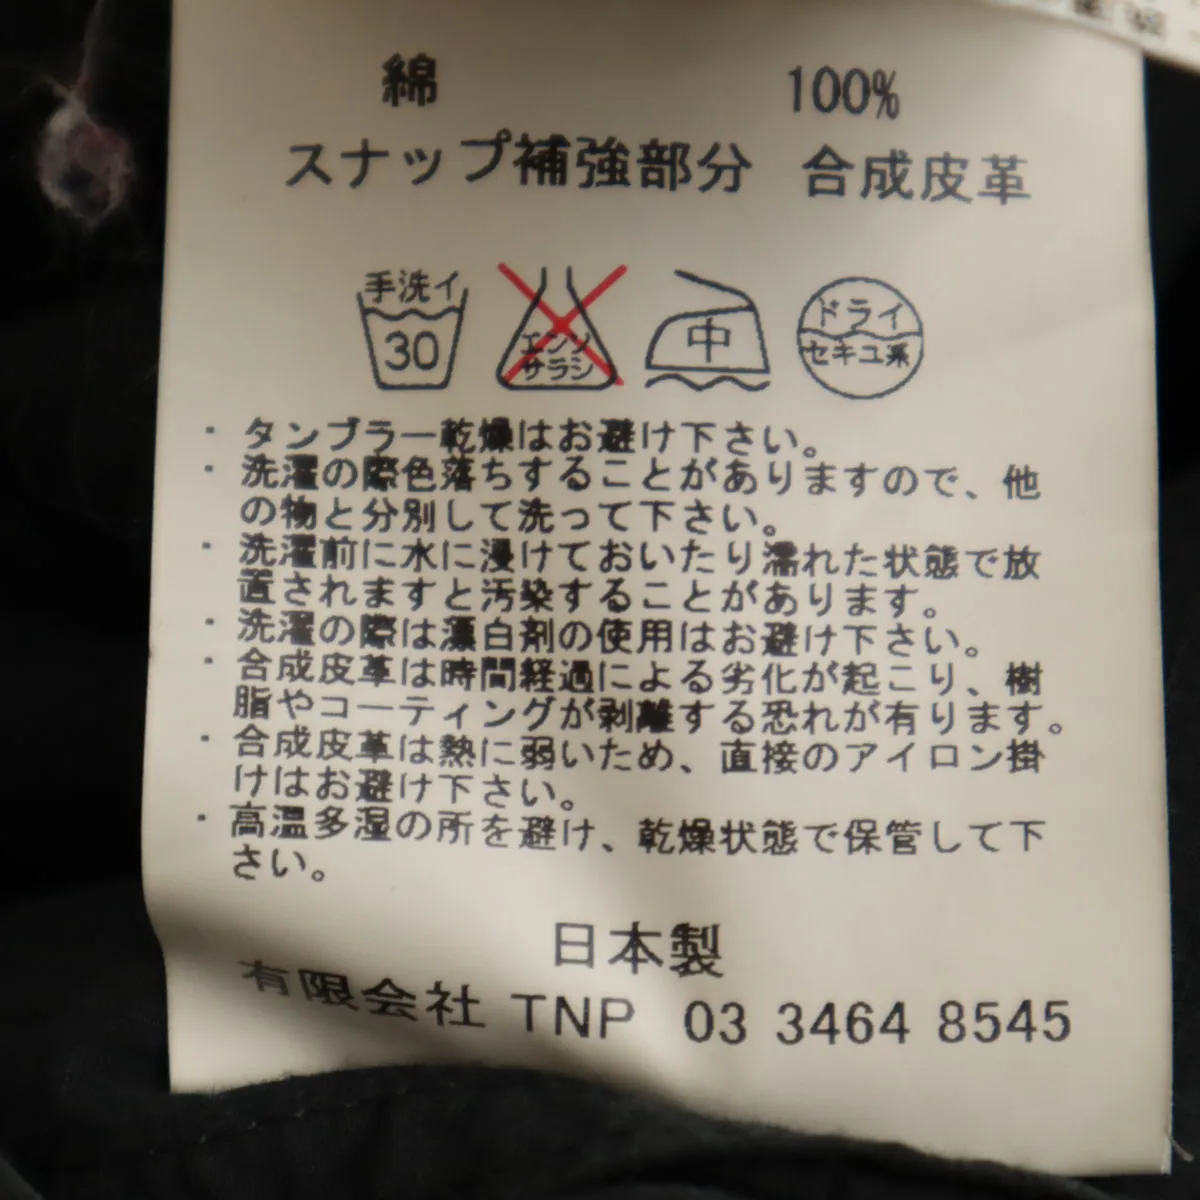 綿 100%
スナップ補強部分 合成皮革
手洗イ
30
エンソ
サラシ
中
ドライ
セキユ系
・タンブラー乾燥はお避け下さい。
・洗濯の際色落ちすることがありますので、他
の物と分別して洗って下さい。
・洗濯前に水に浸けておいたり濡れた状態で放
置されますと汚染することがあります。
・洗濯の際は漂白剤の使用はお避け下さい。
・合成皮革は時間経過による劣化が起こり、樹
脂やコーティングが剥離する恐れが有ります。
・合成皮革は熱に弱いため、直接のアイロン掛
けはお避け下さい。
・高温多湿の所を避け、乾燥状態で保管して下
さい。
日本製
有限会社 TNP 03 3464 8545